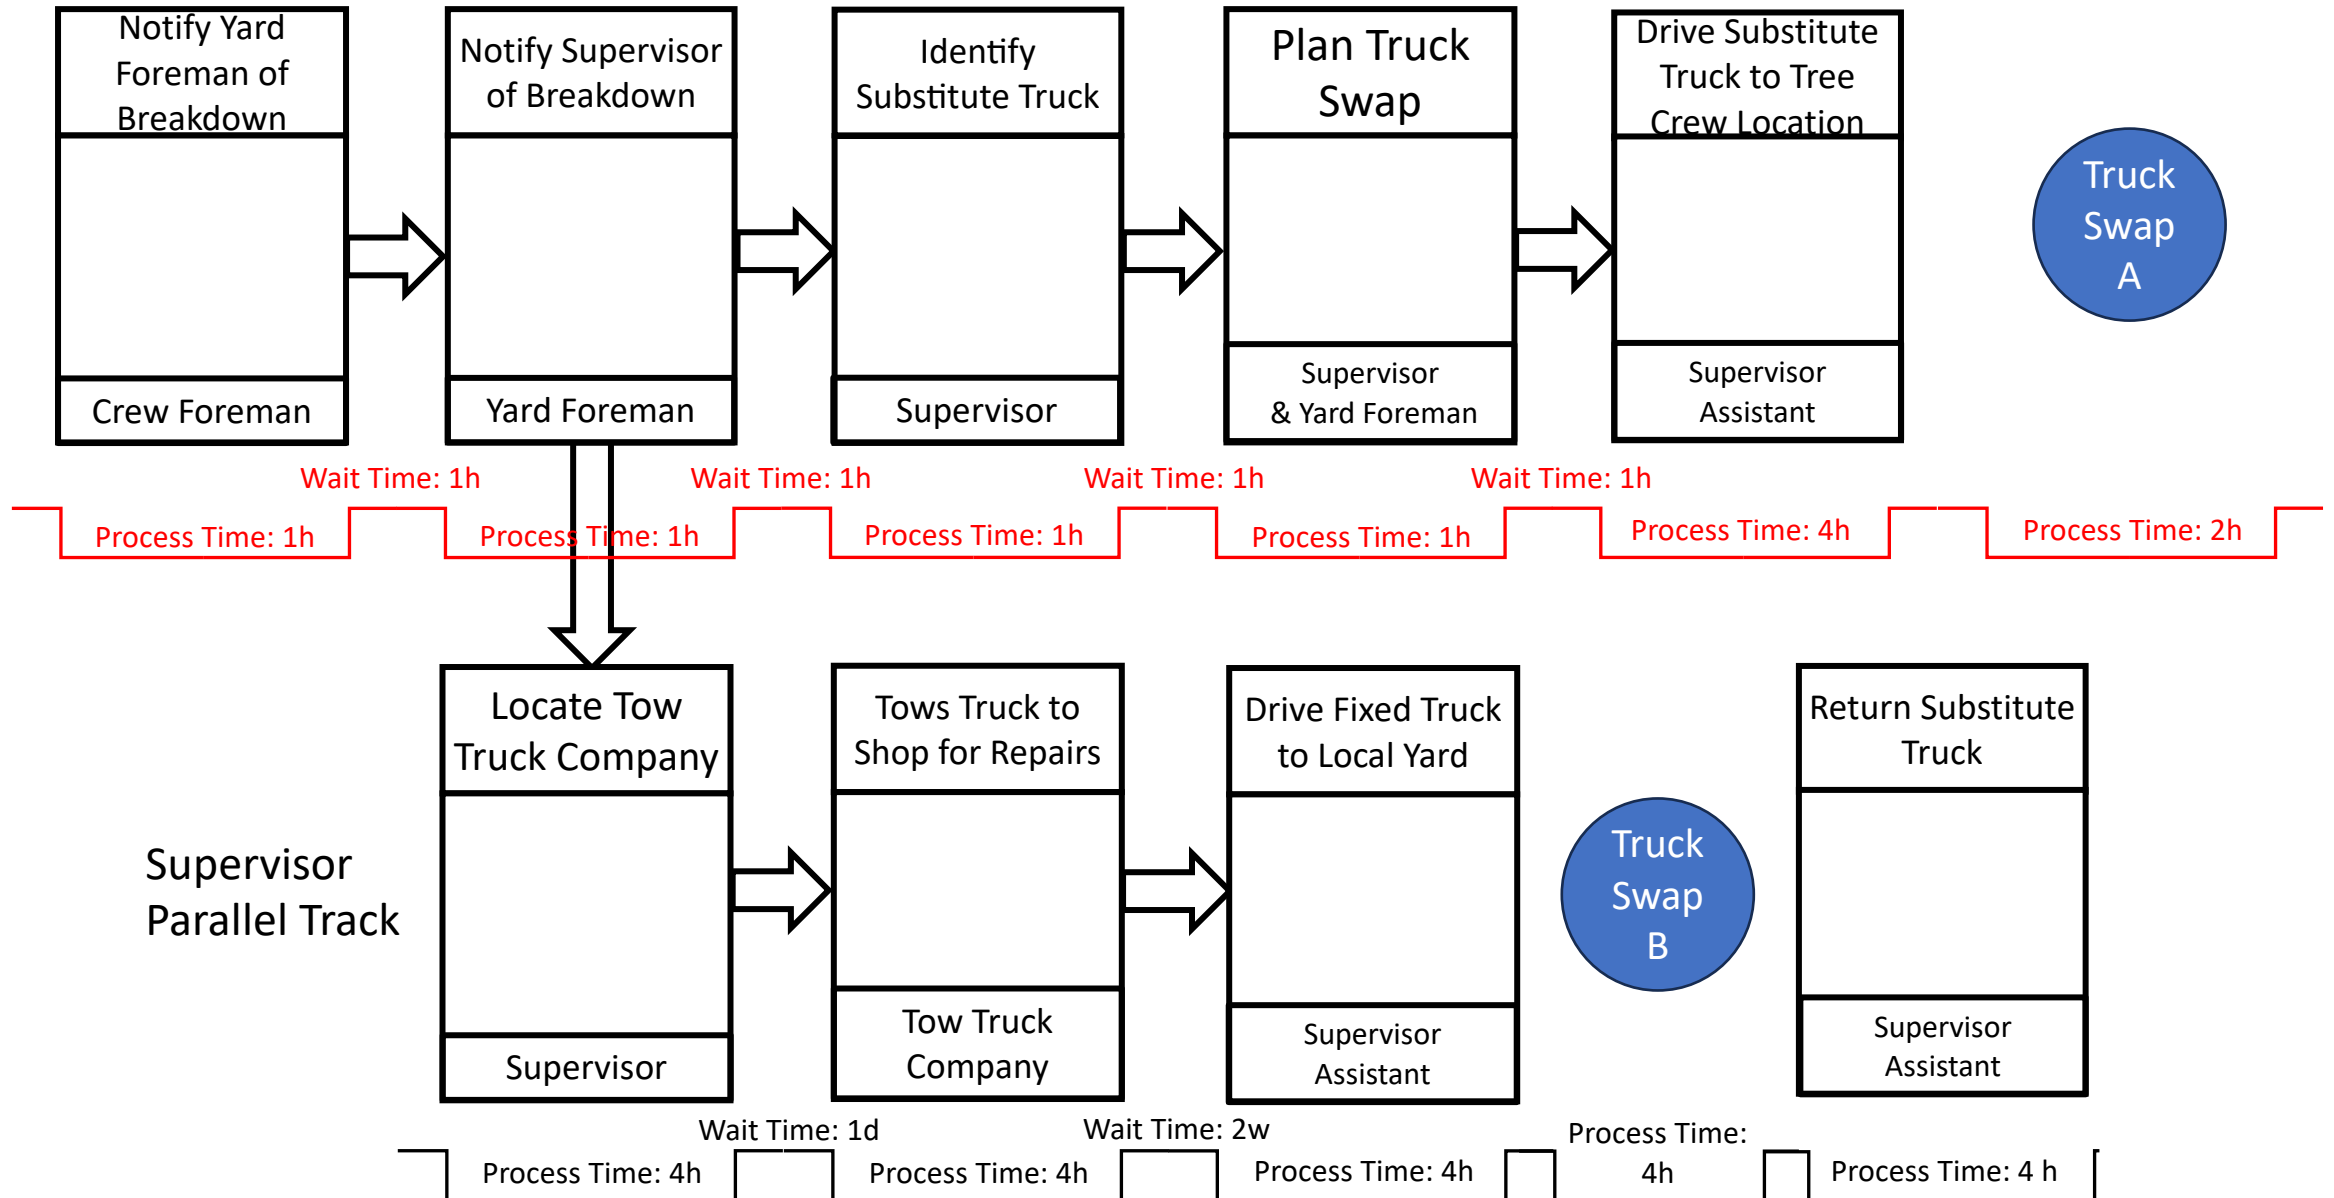 Notify Yard
Foreman of
Breakdown
Crew Foreman
Notify Supervisor
of Breakdown
Yard Foreman
Identify
Substitute Truck
Supervisor
Plan Truck
Swap
Supervisor
& Yard Foreman
Drive Substitute
Truck to Tree
Crew Location
Supervisor
Assistant
Truck
Swap
A
Wait Time: 1h
Wait Time: 1h
Wait Time: 1h
Wait Time: 1h
Process Time: 1h
Process Time: 1h
Process Time: 1h
Process Time: 1h
Process Time: 4h
Process Time: 2h
Supervisor
Parallel Track
Locate Tow
Truck Company
Supervisor
Tows Truck to
Shop for Repairs
Tow Truck
Company
Drive Fixed Truck
to Local Yard
Supervisor
Assistant
Truck
Swap
B
Return Substitute
Truck
Supervisor
Assistant
Wait Time: 1d
Wait Time: 2w
Process Time: 4h
Process Time: 4h
Process Time: 4h
Process Time:
4h
Process Time: 4 h